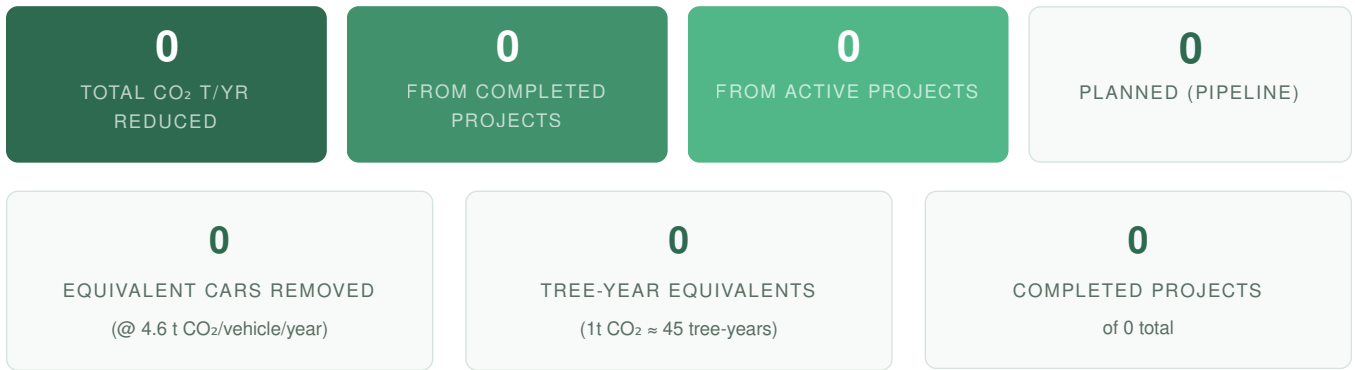 0
TOTAL CO₂ T/YR
REDUCED
0
FROM COMPLETED
PROJECTS
0
FROM ACTIVE PROJECTS
0
PLANNED (PIPELINE)
0
EQUIVALENT CARS REMOVED
(@ 4.6 t CO₂/vehicle/year)
0
TREE-YEAR EQUIVALENTS
(1t CO₂ ≈ 45 tree-years)
0
COMPLETED PROJECTS
of 0 total